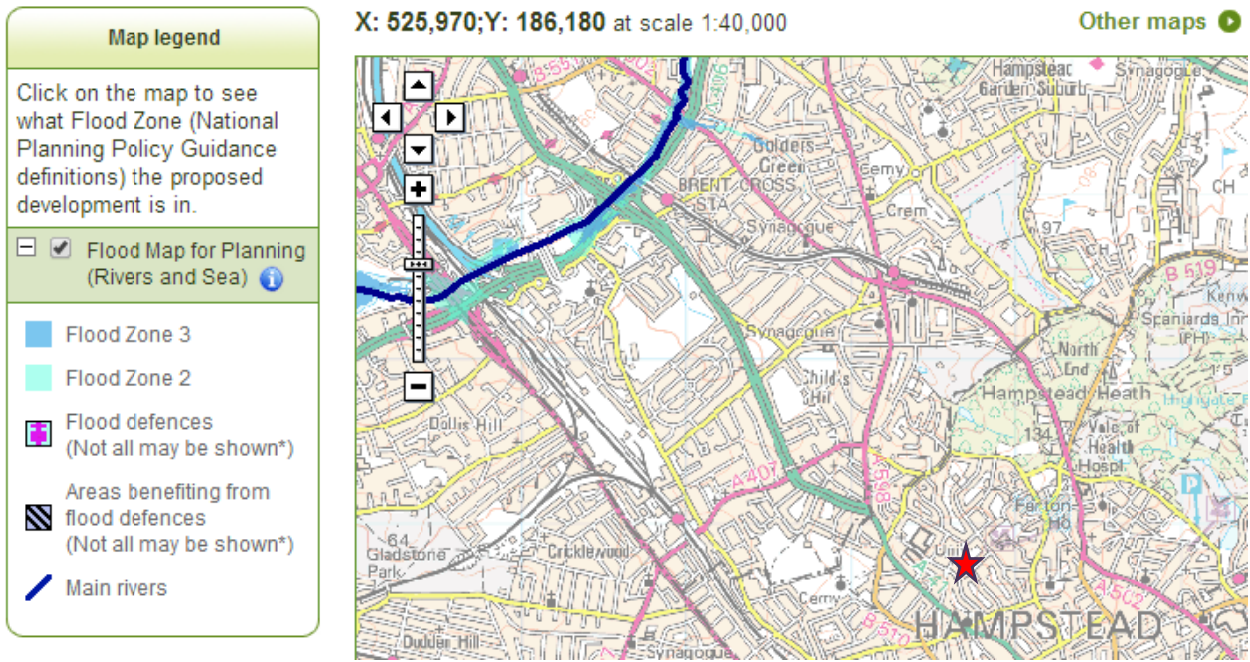 Map legend
Click on the map to see
what Flood Zone (National
Planning Policy Guidance
definitions) the proposed
development is in.
Flood Map for Planning
(Rivers and Sea)
Flood Zone 3
Flood Zone 2
Flood defences
(Not all may be shown*)
Areas benefiting from
flood defences
(Not all may be shown*)
Main rivers
X: 525,970;Y: 186,180 at scale 1:40,000
Other maps
Hampstead
Garden Suburb
Synagogue
Golders
Green
Cemy
BRENT CROSS
STA
Crem
Synagogue
97
CH
CH
B 519
Kenw
Spaniards Inn
(PH)
Synagogue
North
End
Child's
Hill
Hampstead Heath
Dollis Hill
134
Vale of
Health
Hospl
A 407
A 598
P
Fenton
Ho
64
Gladstone
Park
Cricklewood
A 502
Cemy
B 510
HAMPSTEAD
Dudden Hill
Synagogue